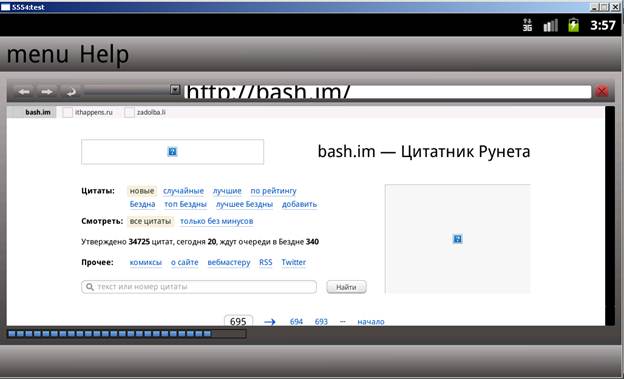 5554:test
3G 3:57
menu Help
http://bash.im/
bash.im ithappens.ru zadolba.li
bash.im — Цитатник Рунета
Цитаты: новые случайные лучшие по рейтингу
Бездна топ Бездны лучшее Бездны добавить
Смотреть: все цитаты только без минусов
Утверждено 34725 цитат, сегодня 20, ждут очереди в Бездне 340
Прочее: комиксы о сайте вебмастеру RSS Twitter
текст или номер цитаты Найти
695 → 694 693 ... начало